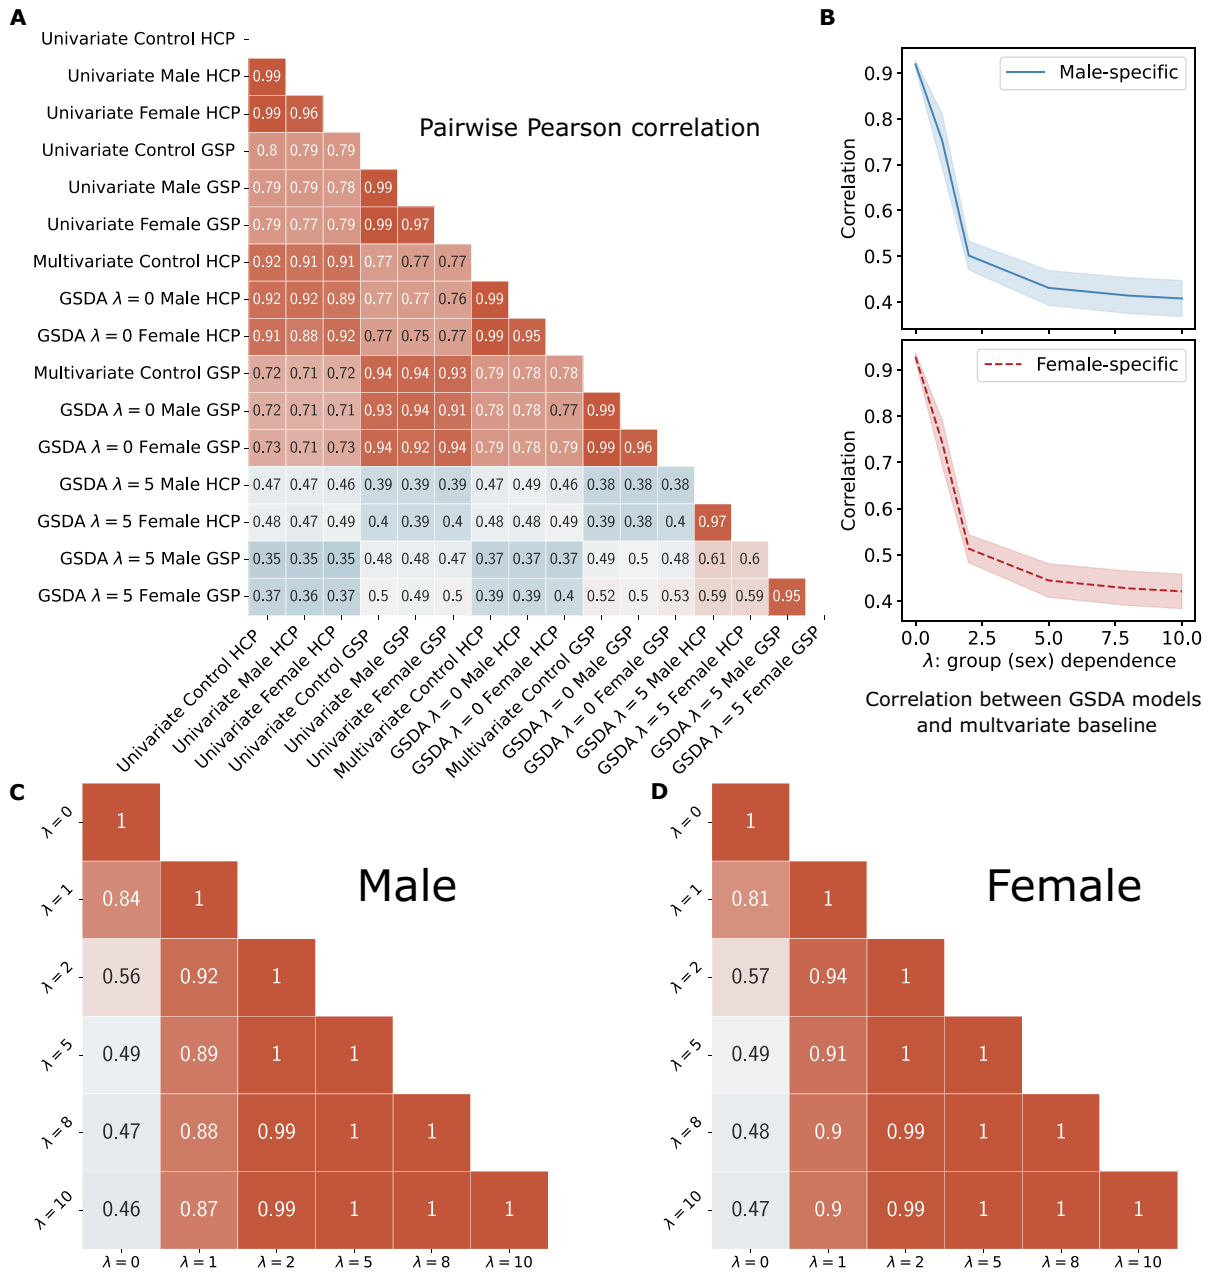 A
Univariate Control HCP
Univariate Male HCP 0.99
Univariate Female HCP 0.99 0.96
Univariate Control GSP 0.8 0.79 0.79
Univariate Male GSP 0.79 0.79 0.78 0.99
Univariate Female GSP 0.79 0.77 0.79 0.99 0.97
Multivariate Control HCP 0.92 0.91 0.91 0.77 0.77 0.77
GSDA λ = 0 Male HCP 0.92 0.92 0.89 0.77 0.77 0.76 0.99
GSDA λ = 0 Female HCP 0.91 0.88 0.92 0.77 0.75 0.77 0.99 0.95
Multivariate Control GSP 0.72 0.71 0.72 0.94 0.94 0.93 0.79 0.78 0.78
GSDA λ = 0 Male GSP 0.72 0.71 0.71 0.93 0.94 0.91 0.78 0.78 0.77 0.99
GSDA λ = 0 Female GSP 0.73 0.71 0.73 0.94 0.92 0.94 0.79 0.78 0.79 0.99 0.96
GSDA λ = 5 Male HCP 0.47 0.47 0.46 0.39 0.39 0.39 0.47 0.49 0.46 0.38 0.38 0.38
GSDA λ = 5 Female HCP 0.48 0.47 0.49 0.4 0.39 0.4 0.48 0.48 0.49 0.39 0.38 0.4 0.97
GSDA λ = 5 Male GSP 0.35 0.35 0.35 0.48 0.48 0.47 0.37 0.37 0.37 0.49 0.5 0.48 0.61 0.6
GSDA λ = 5 Female GSP 0.37 0.36 0.37 0.5 0.49 0.5 0.39 0.39 0.4 0.52 0.5 0.53 0.59 0.59 0.95
Pairwise Pearson correlation
Univariate Control HCP
Univariate Male HCP
Univariate Female HCP
Univariate Control GSP
Univariate Male GSP
Univariate Female GSP
Multivariate Control HCP
GSDA λ = 0 Male HCP
GSDA λ = 0 Female HCP
Multivariate Control GSP
GSDA λ = 0 Male GSP
GSDA λ = 0 Female GSP
GSDA λ = 5 Male HCP
GSDA λ = 5 Female HCP
GSDA λ = 5 Male GSP
GSDA λ = 5 Female GSP
B
Male-specific
Correlation
0.9
0.8
0.7
0.6
0.5
0.4
Female-specific
Correlation
0.9
0.8
0.7
0.6
0.5
0.4
0.0 2.5 5.0 7.5 10.0
λ: group (sex) dependence
Correlation between GSDA models
and multvariate baseline
C
Male
λ = 0 1
λ = 1 0.84 1
λ = 2 0.56 0.92 1
λ = 5 0.49 0.89 1 1
λ = 8 0.47 0.88 0.99 1 1
λ = 10 0.46 0.87 0.99 1 1 1
λ = 0 λ = 1 λ = 2 λ = 5 λ = 8 λ = 10
D
Female
λ = 0 1
λ = 1 0.81 1
λ = 2 0.57 0.94 1
λ = 5 0.49 0.91 1 1
λ = 8 0.48 0.9 0.99 1 1
λ = 10 0.47 0.9 0.99 1 1 1
λ = 0 λ = 1 λ = 2 λ = 5 λ = 8 λ = 10